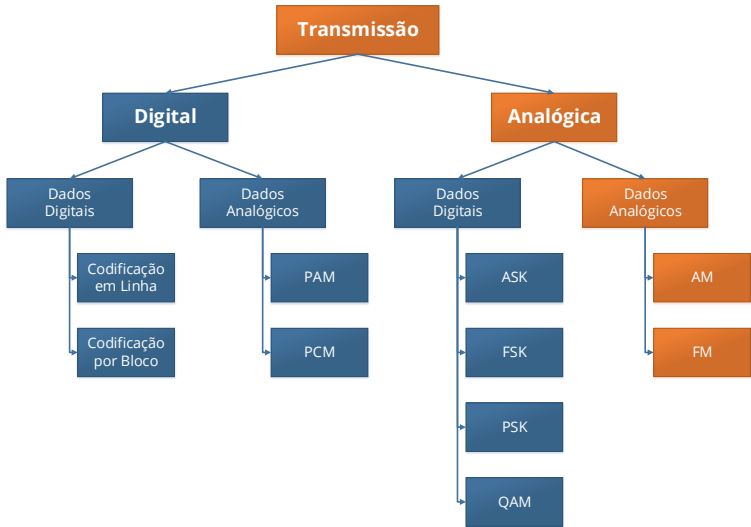 Transmissão
Digital
Analógica
Dados
Digitais
Dados
Analógicos
Dados
Digitais
Dados
Analógicos
Codificação
em Linha
PAM
ASK
AM
Codificação
por Bloco
PCM
FSK
FM
PSK
QAM